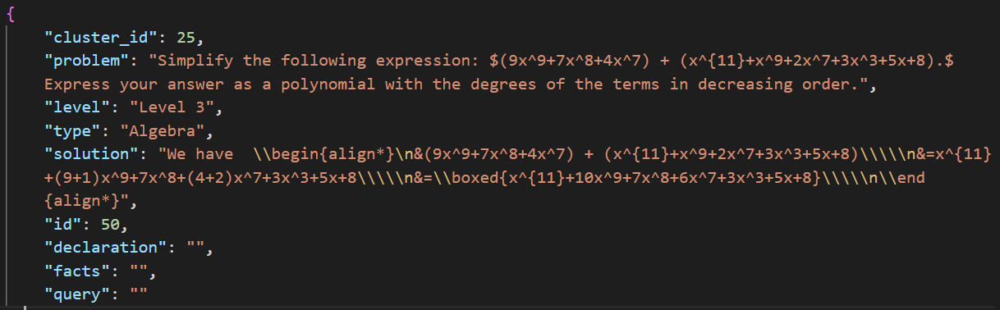 {
"cluster_id": 25,
"problem": "Simplify the following expression: $(9x^9+7x^8+4x^7) + (x^{11}+x^9+2x^7+3x^3+5x+8).$
Express your answer as a polynomial with the degrees of the terms in decreasing order.",
"level": "Level 3",
"type": "Algebra",
"solution": "We have  \\begin{align*}\n&(9x^9+7x^8+4x^7) + (x^{11}+x^9+2x^7+3x^3+5x+8)\\\\\n&=x^{11}
+(9+1)x^9+7x^8+(4+2)x^7+3x^3+5x+8\\\\\n&=\\boxed{x^{11}+10x^9+7x^8+6x^7+3x^3+5x+8}\\\\\n\\end
{align*}",
"id": 50,
"declaration": "",
"facts": "",
"query": ""